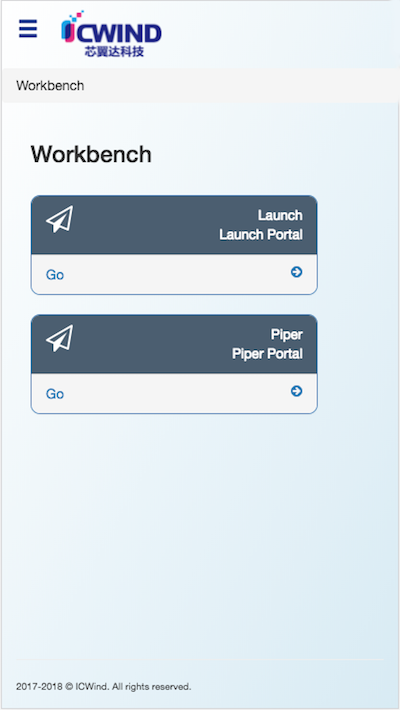 ICWIND
芯翼达科技
Workbench
Workbench
Launch
Launch Portal
Go
Piper
Piper Portal
Go
2017-2018 © ICWind. All rights reserved.